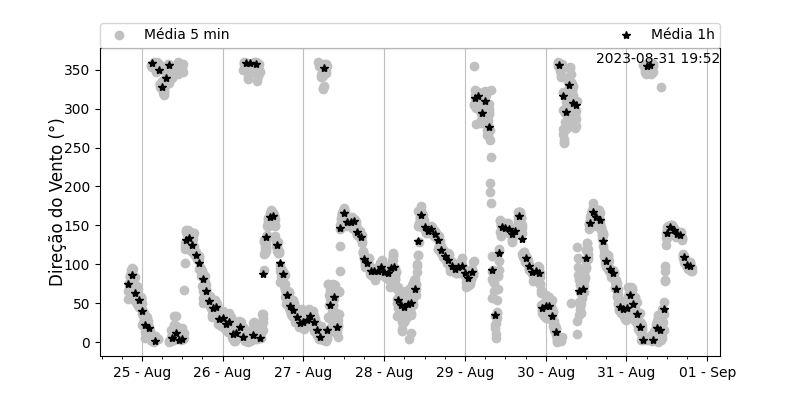 Média 5 min
Média 1h
2023-08-31 19:52
Direção do Vento (°)
350
300
250
200
150
100
50
0
25 - Aug
26 - Aug
27 - Aug
28 - Aug
29 - Aug
30 - Aug
31 - Aug
01 - Sep